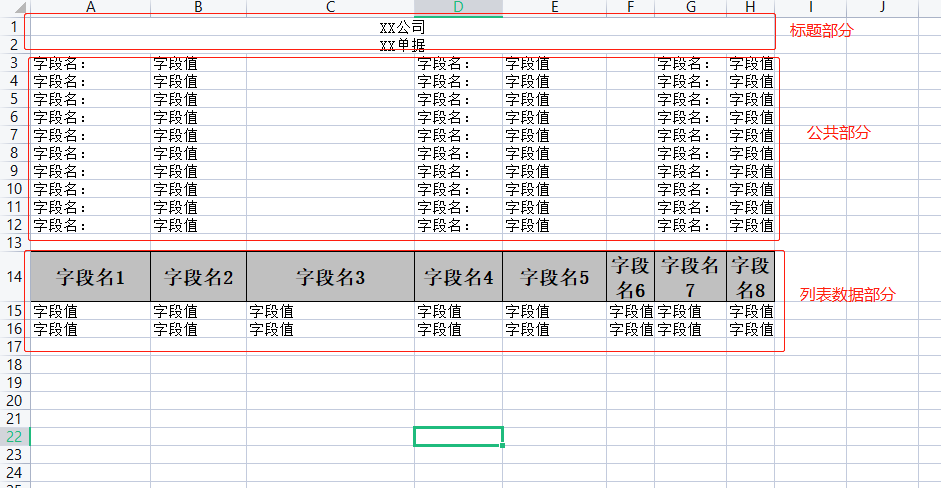 A B C D E F G H I J
1 XX公司 标题部分
2 XX单据
3 字段名： 字段值 字段名： 字段值 字段名： 字段值
4 字段名： 字段值 字段名： 字段值 字段名： 字段值
5 字段名： 字段值 字段名： 字段值 字段名： 字段值
6 字段名： 字段值 字段名： 字段值 字段名： 字段值
7 字段名： 字段值 字段名： 字段值 字段名： 字段值 公共部分
8 字段名： 字段值 字段名： 字段值 字段名： 字段值
9 字段名： 字段值 字段名： 字段值 字段名： 字段值
10 字段名： 字段值 字段名： 字段值 字段名： 字段值
11 字段名： 字段值 字段名： 字段值 字段名： 字段值
12 字段名： 字段值 字段名： 字段值 字段名： 字段值
13
14 字段名1 字段名2 字段名3 字段名4 字段名5 字段名6 字段名7 字段名8 列表数据部分
15 字段值 字段值 字段值 字段值 字段值 字段值 字段值 字段值
16 字段值 字段值 字段值 字段值 字段值 字段值 字段值 字段值
17
18
19
20
21
22
23
24